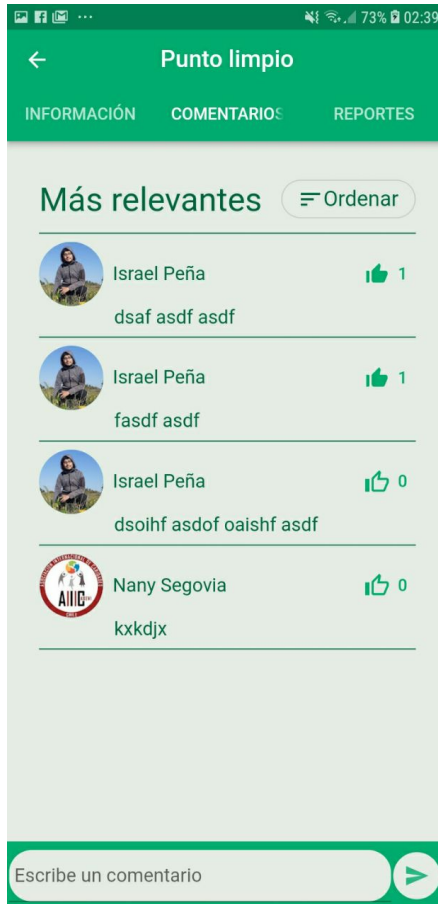 73% 02:39
Punto limpio
INFORMACIÓN COMENTARIOS REPORTES
Más relevantes Ordenar
Israel Peña 1
dsaf asdf asdf
Israel Peña 1
fasdf asdf
Israel Peña 0
dsoihf asdof oaishf asdf
AIIC
Nany Segovia 0
kxkdjx
Escribe un comentario